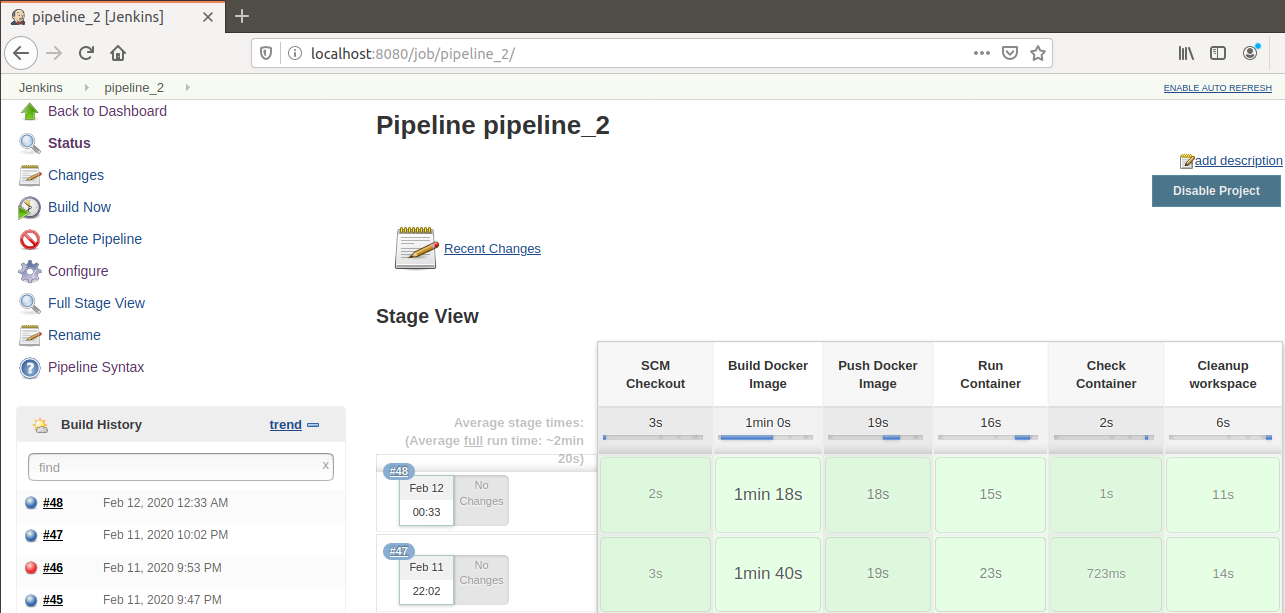 pipeline_2 [Jenkins]
localhost:8080/job/pipeline_2/
Jenkins pipeline_2 ENABLE AUTO REFRESH
Back to Dashboard
Status
Changes
Build Now
Delete Pipeline
Configure
Full Stage View
Rename
Pipeline Syntax
Build History trend
find x
#48 Feb 12, 2020 12:33 AM
#47 Feb 11, 2020 10:02 PM
#46 Feb 11, 2020 9:53 PM
#45 Feb 11, 2020 9:47 PM
Pipeline pipeline_2
add description
Disable Project
Recent Changes
Stage View
SCM Checkout
Build Docker Image
Push Docker Image
Run Container
Check Container
Cleanup workspace
Average stage times:
(Average full run time: ~2min
20s)
3s 1min 0s 19s 16s 2s 6s
#48
Feb 12
00:33
No
Changes
2s 1min 18s 18s 15s 1s 11s
#47
Feb 11
22:02
No
Changes
3s 1min 40s 19s 23s 723ms 14s